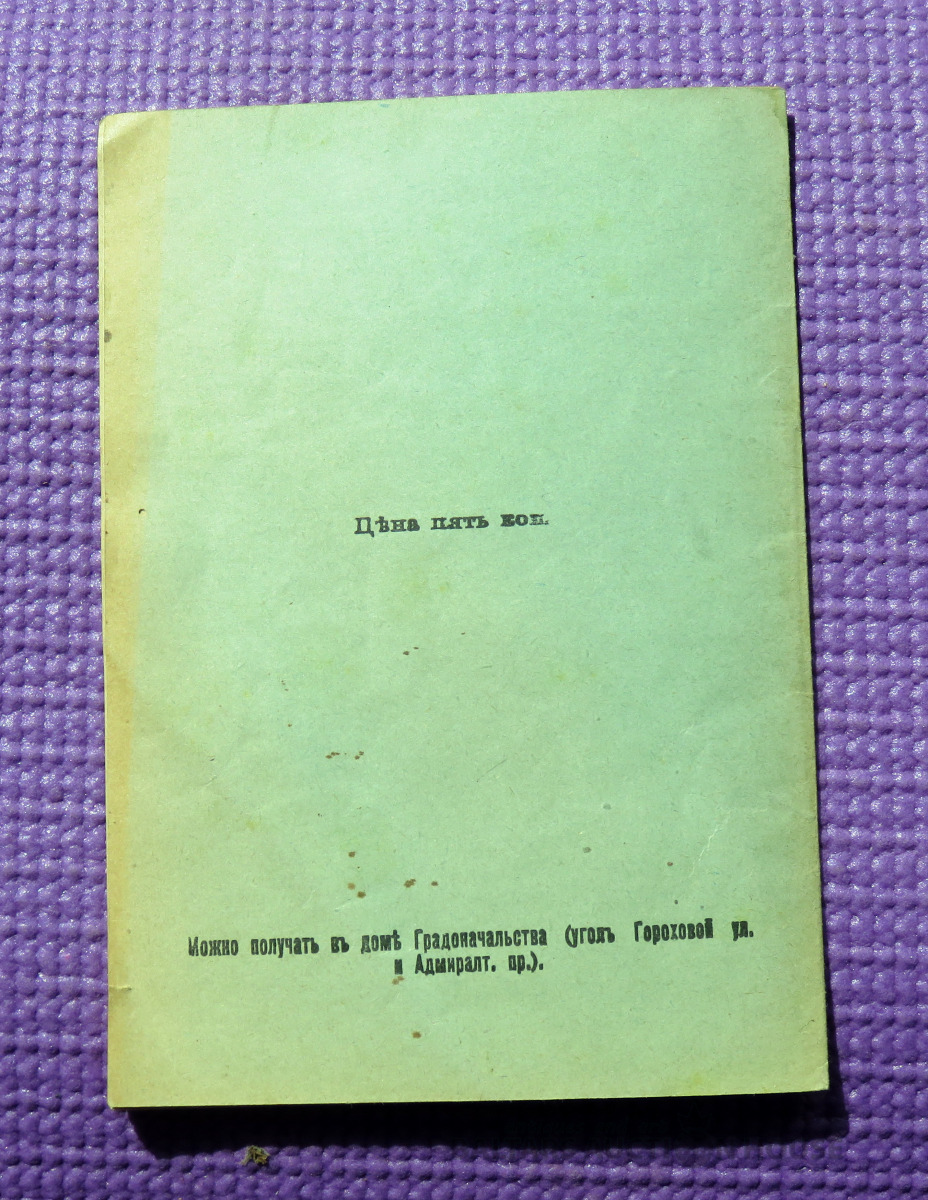 Цѣна пять коп.
Можно получать въ домѣ Градоначальства (уголъ Гороховой ул.
и Адмиралт. пр.).